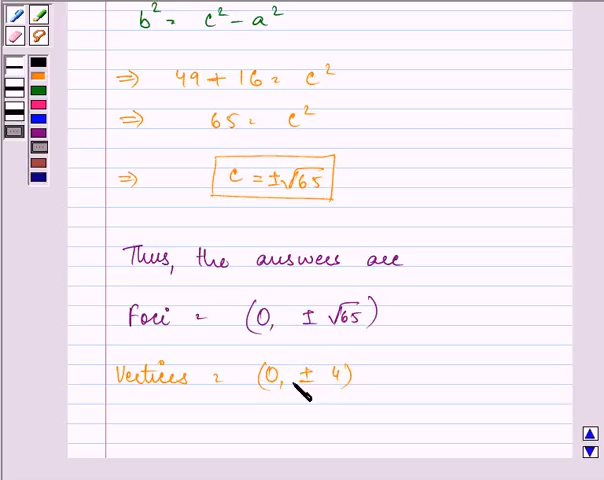 b² = c² - a²
⇒ 49 + 16 = c²
⇒ 65 = c²
⇒ c = ±√65
Thus, the answers are
Foci = (0, ± √65)
Vertices = (0, ± 4)